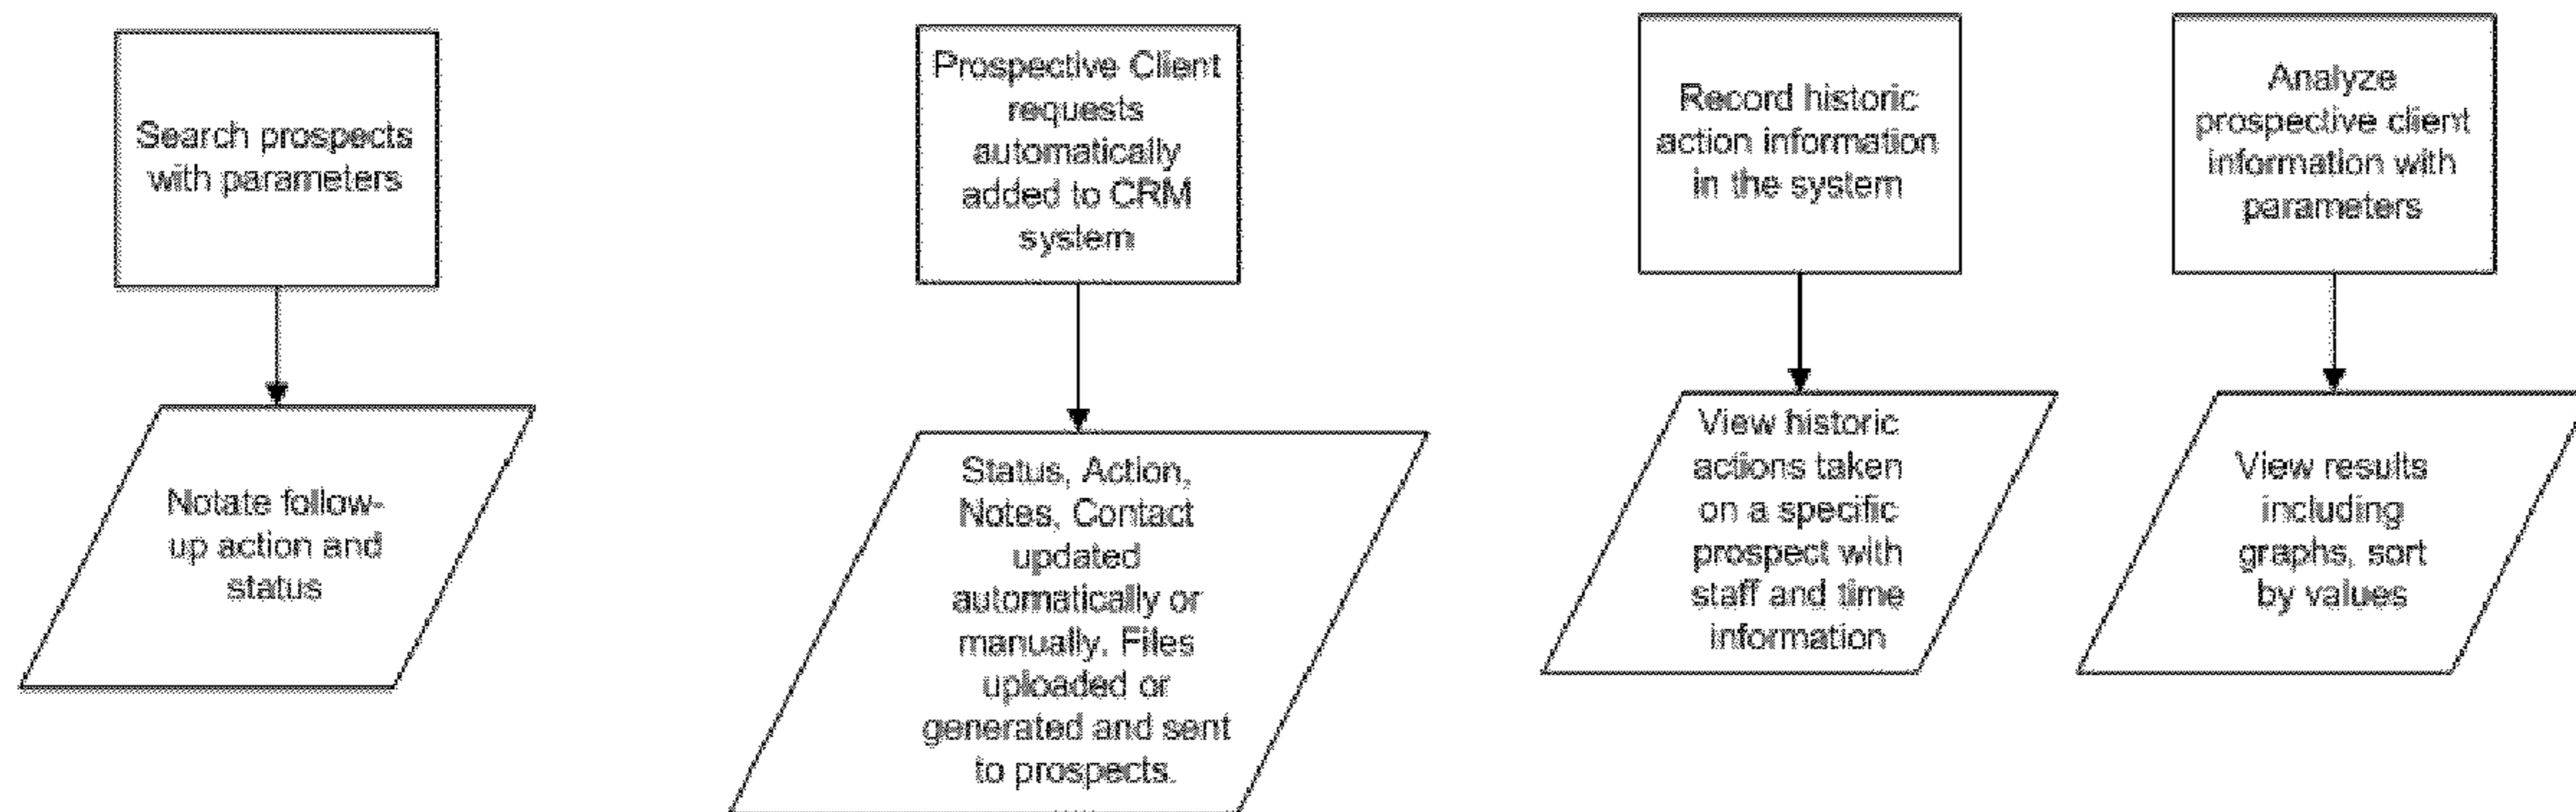 Search prospects
with parameters
Notate follow-
up action and
status
Prospective Client
requests
automatically
added to CRM
system
Status, Action,
Notes, Contact
updated
automatically or
manually. Files
uploaded or
generated and sent
to prospects.
Record historic
action information
in the system
View historic
actions taken
on a specific
prospect with
staff and time
information
Analyze
prospective client
information with
parameters
View results
including
graphs, sort
by values